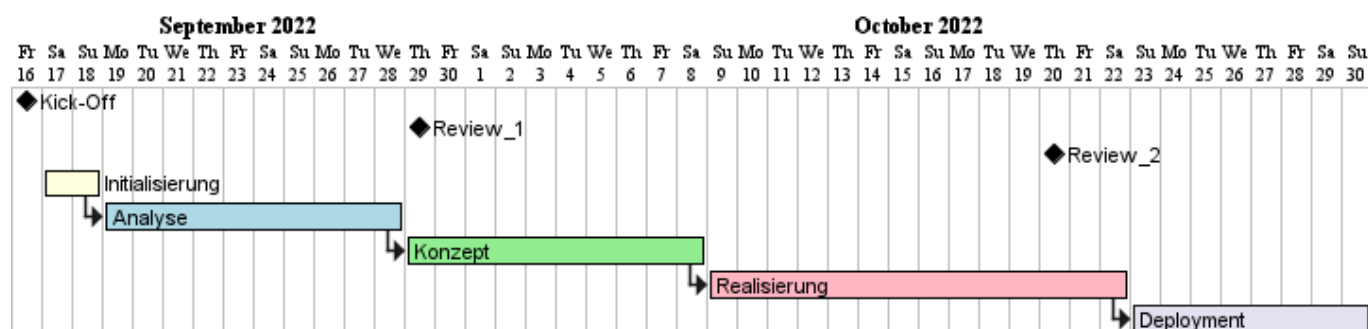 September 2022 October 2022
Fr Sa Su Mo Tu We Th Fr Sa Su Mo Tu We Th Fr Sa Su Mo Tu We Th Fr Sa Su Mo Tu We Th Fr Sa Su Mo Tu We Th Fr Sa Su Mo Tu We Th Fr Sa Su
16 17 18 19 20 21 22 23 24 25 26 27 28 29 30 1 2 3 4 5 6 7 8 9 10 11 12 13 14 15 16 17 18 19 20 21 22 23 24 25 26 27 28 29 30
Kick-Off
Review_1
Review_2
Initialisierung
Analyse
Konzept
Realisierung
Deployment